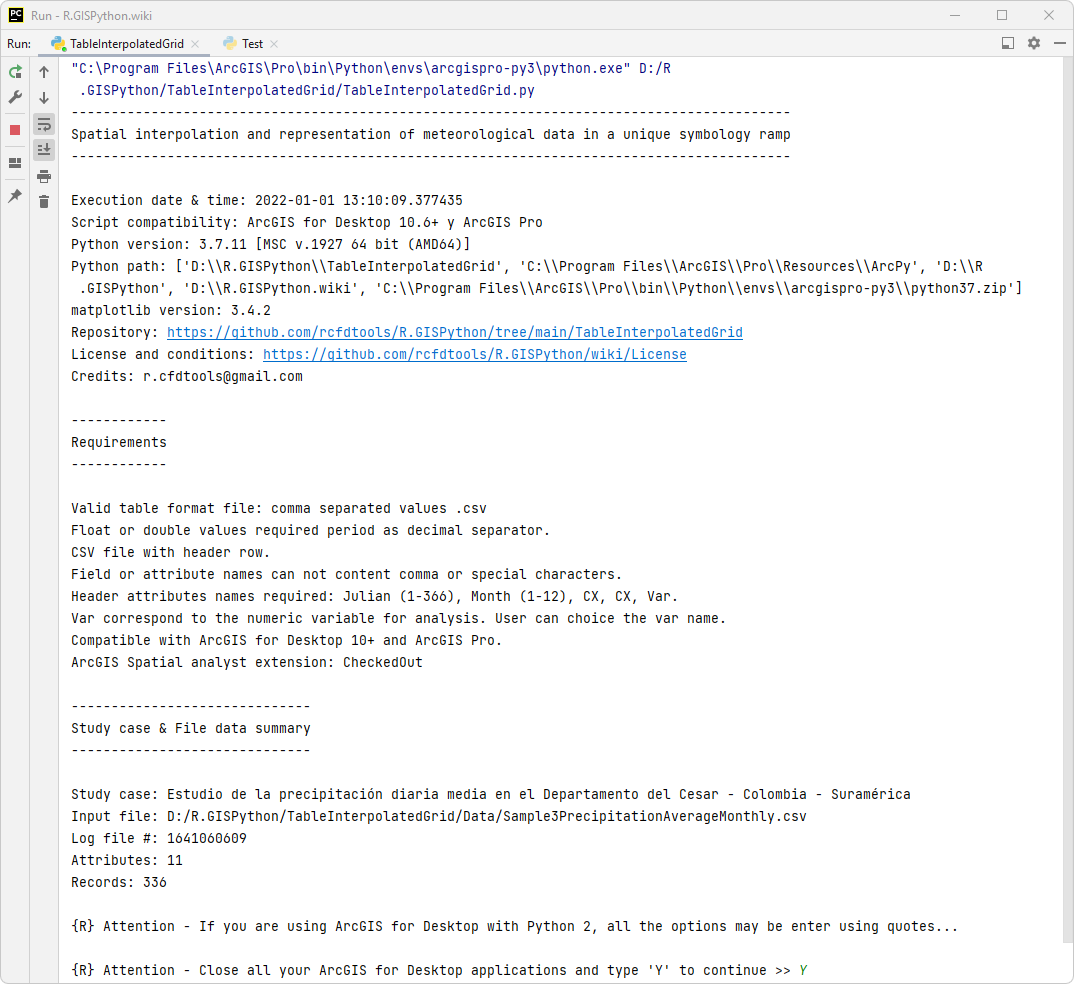 PC Run - R.GISPython.wiki
Run: TableInterpolatedGrid Test
"C:\Program Files\ArcGIS\Pro\bin\Python\envs\arcgispro-py3\python.exe" D:/R
.GISPython/TableInterpolatedGrid/TableInterpolatedGrid.py
------------------------------------------------------------------------------------------
Spatial interpolation and representation of meteorological data in a unique symbology ramp
------------------------------------------------------------------------------------------
Execution date & time: 2022-01-01 13:10:09.377435
Script compatibility: ArcGIS for Desktop 10.6+ y ArcGIS Pro
Python version: 3.7.11 [MSC v.1927 64 bit (AMD64)]
Python path: ['D:\\R.GISPython\\TableInterpolatedGrid', 'C:\\Program Files\\ArcGIS\\Pro\\Resources\\ArcPy', 'D:\\R
.GISPython', 'D:\\R.GISPython.wiki', 'C:\\Program Files\\ArcGIS\\Pro\\bin\\Python\\envs\\arcgispro-py3\\python37.zip']
matplotlib version: 3.4.2
Repository: https://github.com/rcfdtools/R.GISPython/tree/main/TableInterpolatedGrid
License and conditions: https://github.com/rcfdtools/R.GISPython/wiki/License
Credits: r.cfdtools@gmail.com
------------
Requirements
------------
Valid table format file: comma separated values .csv
Float or double values required period as decimal separator.
CSV file with header row.
Field or attribute names can not content comma or special characters.
Header attributes names required: Julian (1-366), Month (1-12), CX, CX, Var.
Var correspond to the numeric variable for analysis. User can choice the var name.
Compatible with ArcGIS for Desktop 10+ and ArcGIS Pro.
ArcGIS Spatial analyst extension: CheckedOut
------------------------------
Study case & File data summary
------------------------------
Study case: Estudio de la precipitación diaria media en el Departamento del Cesar - Colombia - Suramérica
Input file: D:/R.GISPython/TableInterpolatedGrid/Data/Sample3PrecipitationAverageMonthly.csv
Log file #: 1641060609
Attributes: 11
Records: 336
{R} Attention - If you are using ArcGIS for Desktop with Python 2, all the options may be enter using quotes...
{R} Attention - Close all your ArcGIS for Desktop applications and type 'Y' to continue >> Y